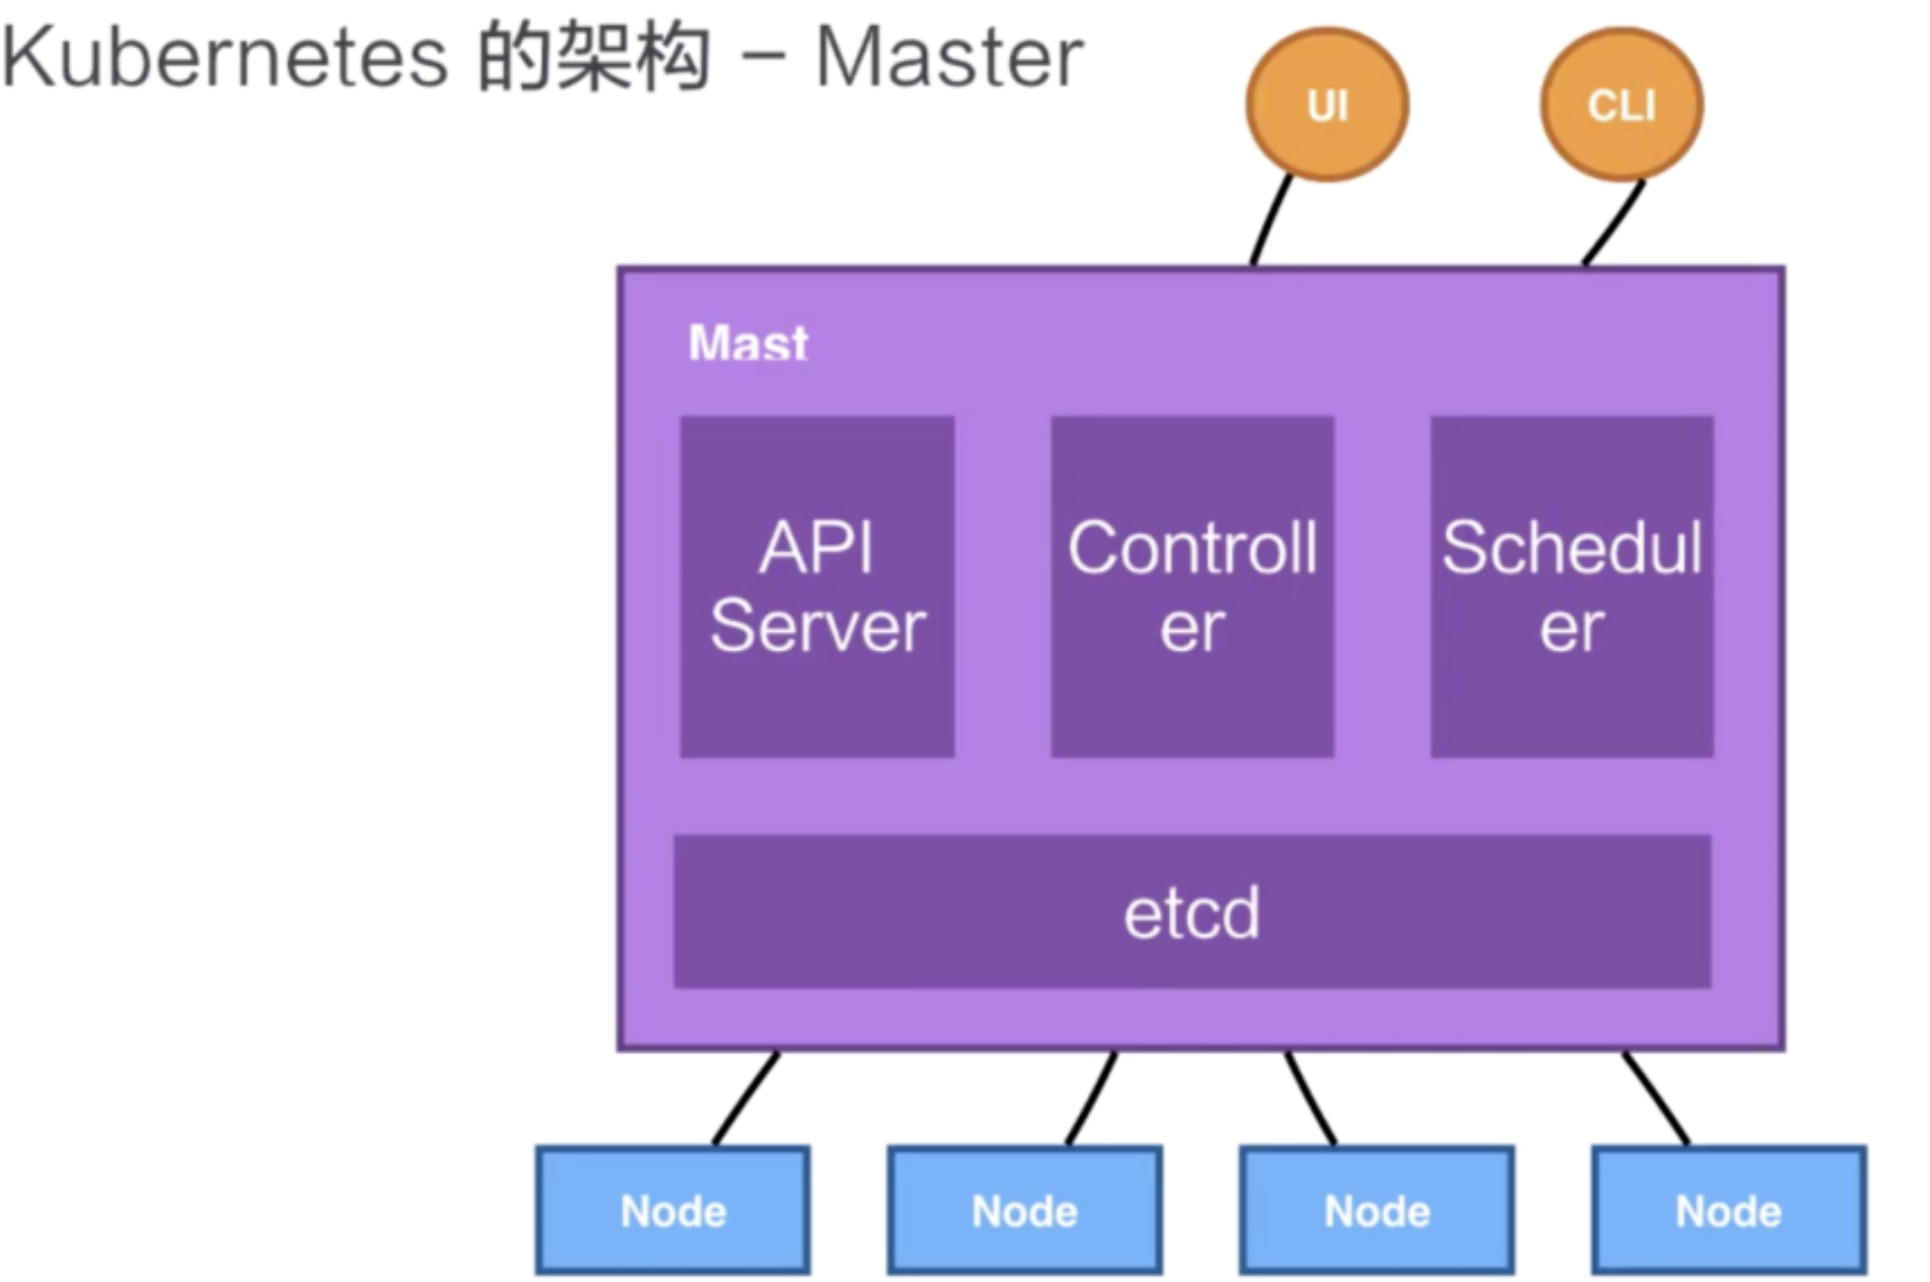 Kubernetes 的架构 – Master
UI
CLI
Mast
API
Server
Controll
er
Schedul
er
etcd
Node
Node
Node
Node